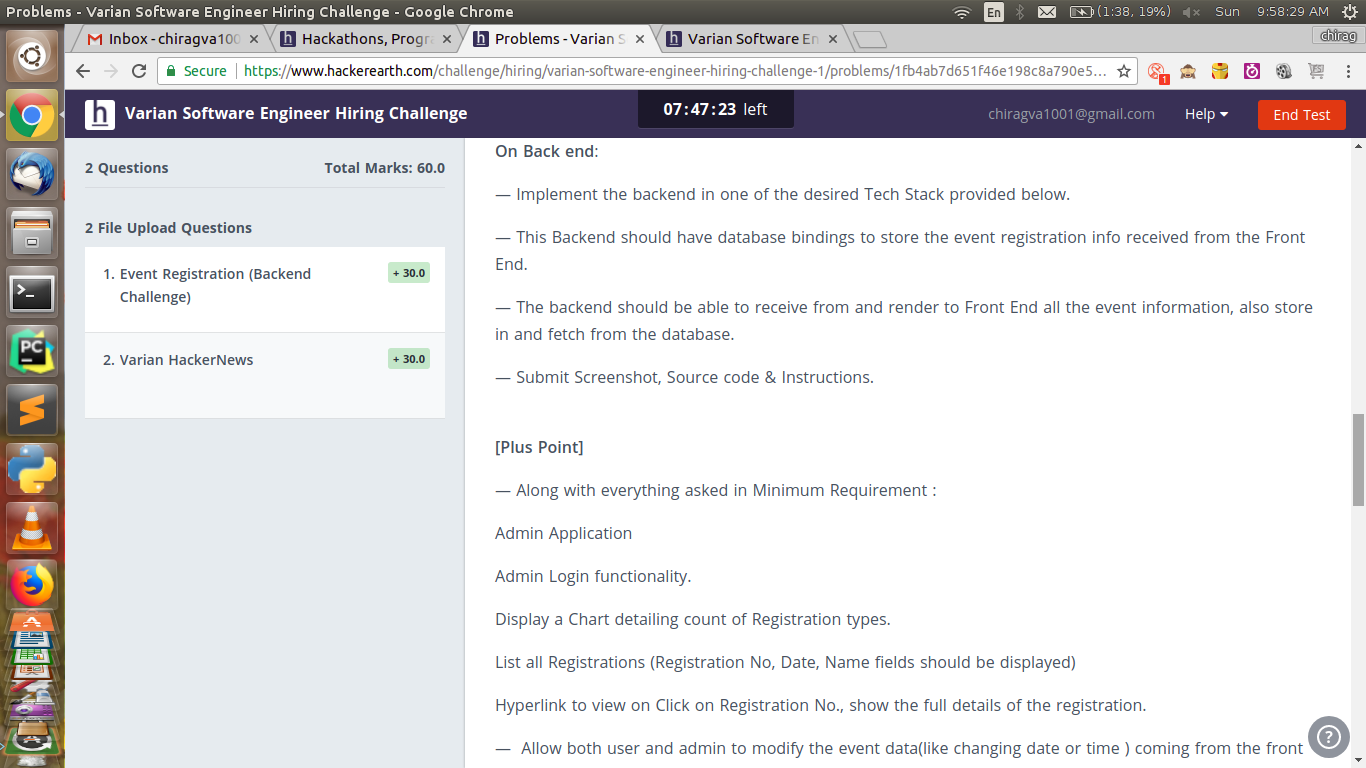 Problems - Varian Software Engineer Hiring Challenge - Google Chrome
En
(1:38, 19%)
Sun
9:58:29 AM
Inbox - chiragva100
Hackathons, Progra
Problems - Varian S
Varian Software En
chirag
Secure
https://www.hackerearth.com/challenge/hiring/varian-software-engineer-hiring-challenge-1/problems/1fb4ab7d651f46e198c8a790e5...
1
h
Varian Software Engineer Hiring Challenge
07:47:23 left
chiragva1001@gmail.com
Help
End Test
2 Questions
Total Marks: 60.0
2 File Upload Questions
1. Event Registration (Backend
Challenge)
+ 30.0
2. Varian HackerNews
+ 30.0
On Back end:
— Implement the backend in one of the desired Tech Stack provided below.
— This Backend should have database bindings to store the event registration info received from the Front
End.
— The backend should be able to receive from and render to Front End all the event information, also store
in and fetch from the database.
— Submit Screenshot, Source code & Instructions.
[Plus Point]
— Along with everything asked in Minimum Requirement :
Admin Application
Admin Login functionality.
Display a Chart detailing count of Registration types.
List all Registrations (Registration No, Date, Name fields should be displayed)
Hyperlink to view on Click on Registration No., show the full details of the registration.
— Allow both user and admin to modify the event data(like changing date or time ) coming from the front
PC
?